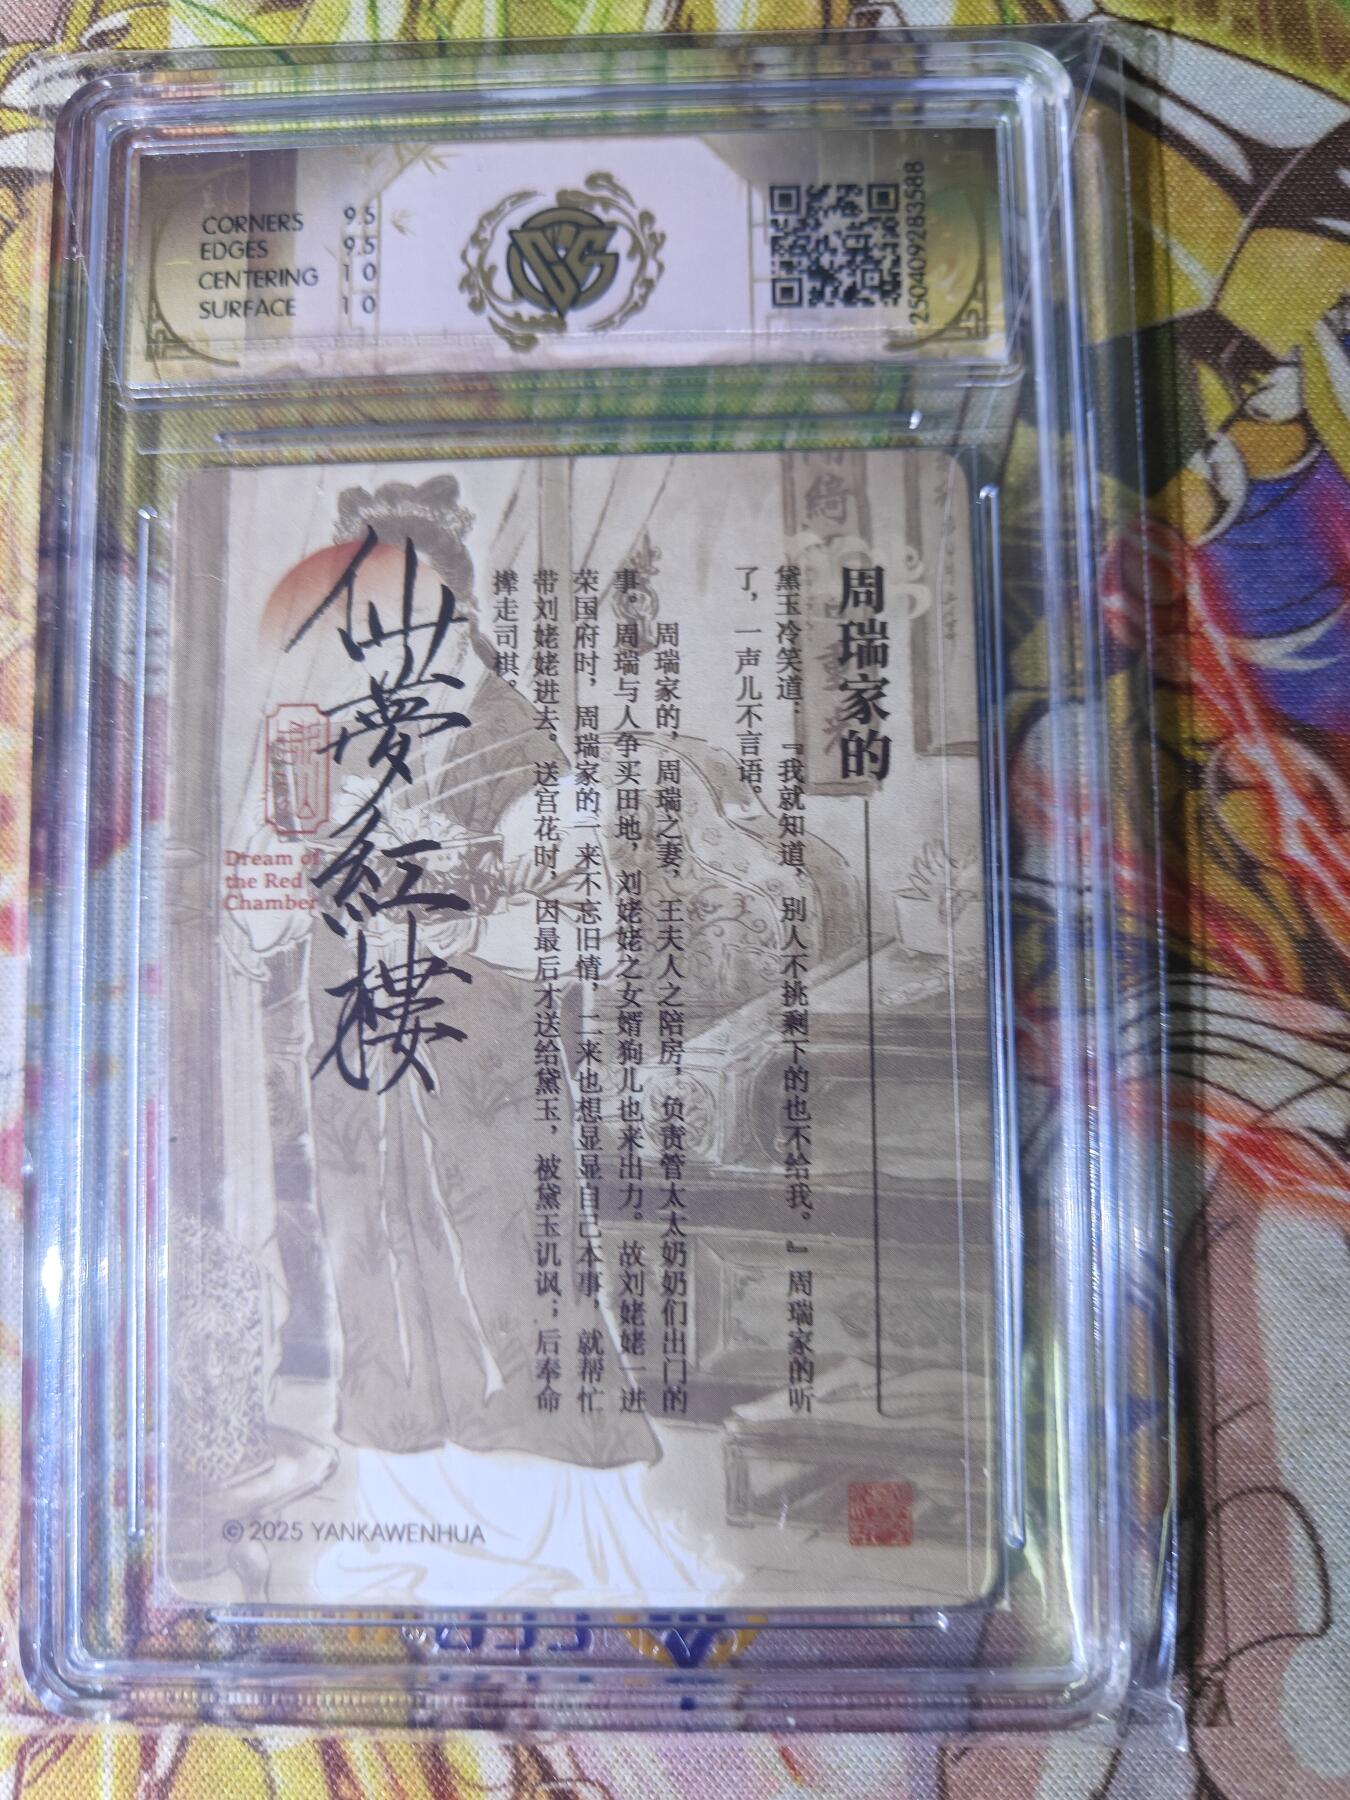 CORNERS 9.5
EDGES 9.5
CENTERING 10
SURFACE 10
CCS
250409283588
周瑞家的
黛玉冷笑道：『我就知道，别人不挑剩下的也不给我。』周瑞家的听
了，一声儿不言语。
周瑞家的，周瑞之妻，王夫人之陪房，负责管太太奶奶们出门的
事。周瑞与人争买田地，刘姥姥之女婿狗儿也来出力。故刘姥姥一进
荣国府时，周瑞家的一来不忘旧情，二来也想显显自己本事，就帮忙
带刘姥姥进去。送宫花时，因最后才送给黛玉，被黛玉讥讽；后奉命
撵走司棋。
仙夢紅樓
Dream of
the Red
Chamber
© 2025 YANKAWENHUA